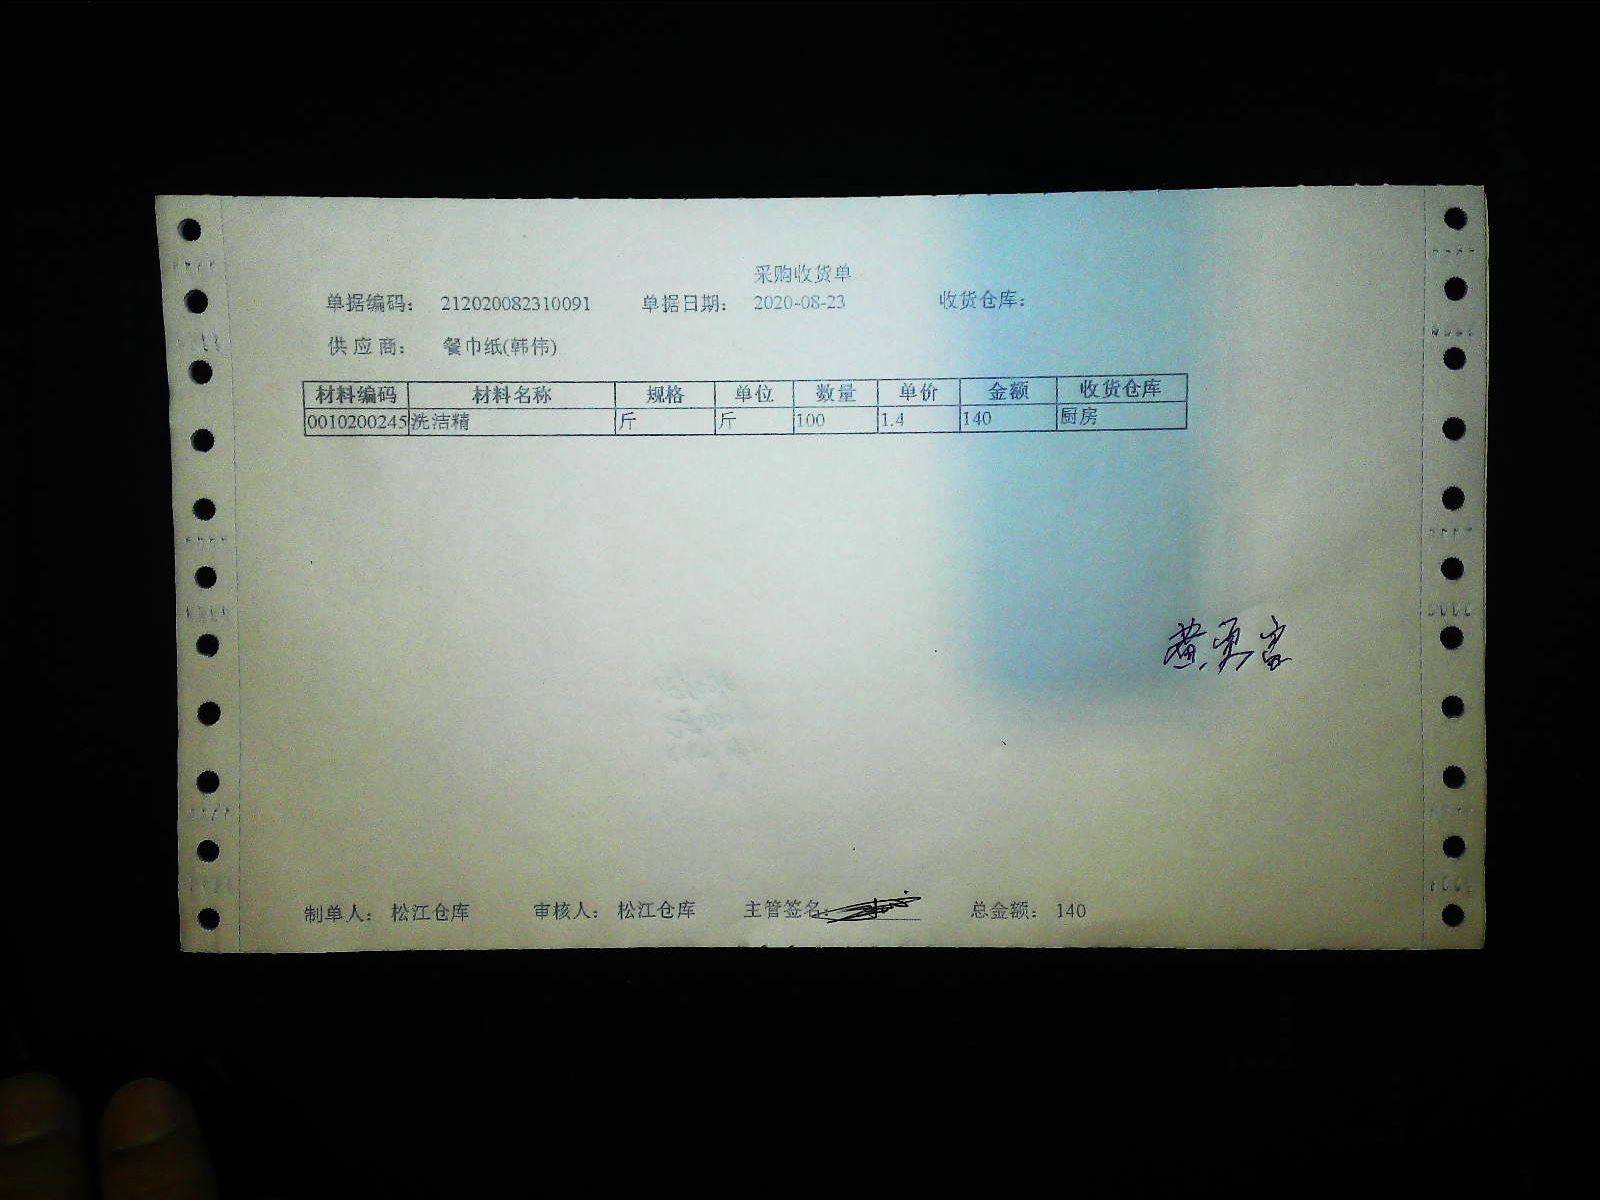 采购收货单
单据编码： 212020082310091 单据日期： 2020-08-23 收货仓库：
供应商： 餐巾纸(韩伟)
材料编码 材料名称 规格 单位 数量 单价 金额 收货仓库
0010200245 洗洁精 斤 斤 100 1.4 140 厨房
制单人： 松江仓库 审核人： 松江仓库 主管签名： 总金额： 140